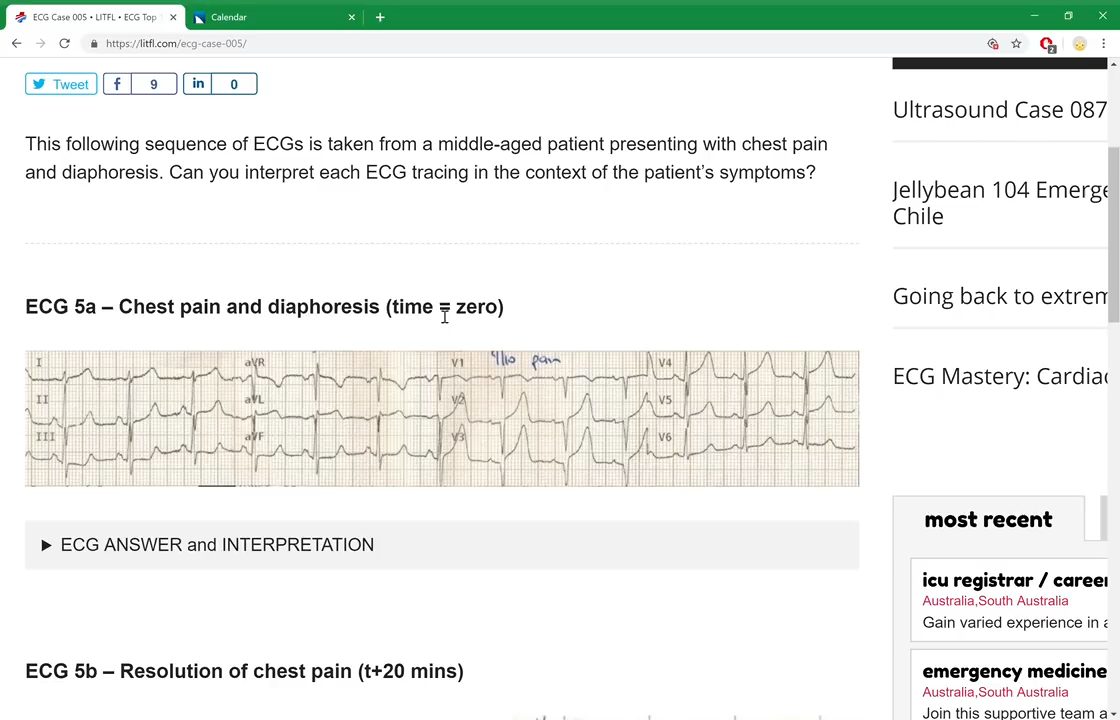 ECG Case 005 • LITFL • ECG Top
Calendar
https://litfl.com/ecg-case-005/
2
Tweet
9
in 0
This following sequence of ECGs is taken from a middle-aged patient presenting with chest pain
and diaphoresis. Can you interpret each ECG tracing in the context of the patient's symptoms?
ECG 5a – Chest pain and diaphoresis (time = zero)
I aVR V1 4/10 pain V4
II aVL V2 V5
III aVF V3 V6
▶ ECG ANSWER and INTERPRETATION
ECG 5b – Resolution of chest pain (t+20 mins)
Ultrasound Case 087
Jellybean 104 Emerge
Chile
Going back to extrem
ECG Mastery: Cardiac
most recent
icu registrar / career
Australia,South Australia
Gain varied experience in a
emergency medicine
Australia,South Australia
Join this supportive team a